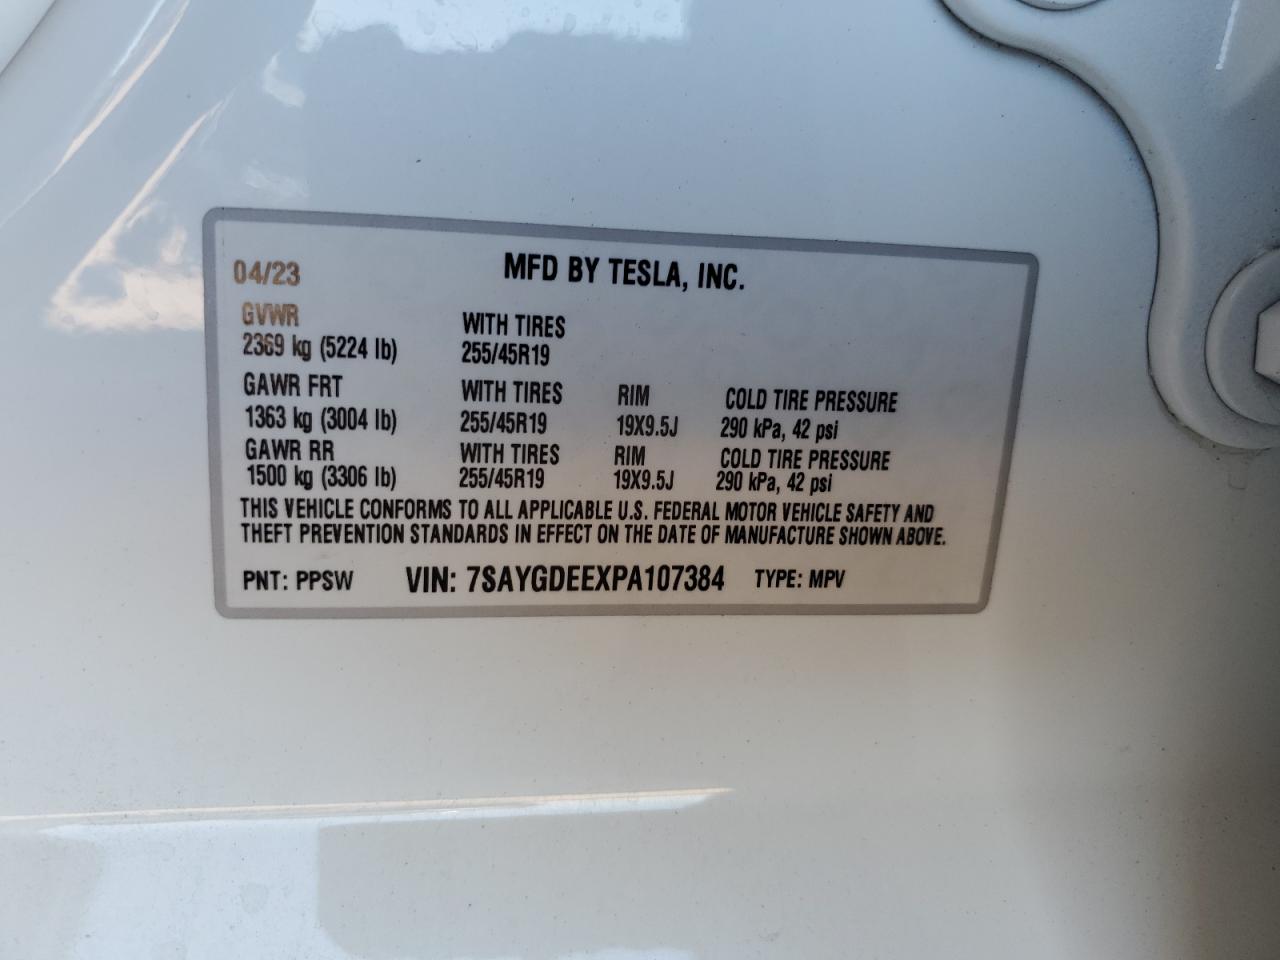 04/23 MFD BY TESLA, INC.
GVWR WITH TIRES
2369 kg (5224 lb) 255/45R19
GAWR FRT WITH TIRES RIM COLD TIRE PRESSURE
1363 kg (3004 lb) 255/45R19 19X9.5J 290 kPa, 42 psi
GAWR RR WITH TIRES RIM COLD TIRE PRESSURE
1500 kg (3306 lb) 255/45R19 19X9.5J 290 kPa, 42 psi
THIS VEHICLE CONFORMS TO ALL APPLICABLE U.S. FEDERAL MOTOR VEHICLE SAFETY AND
THEFT PREVENTION STANDARDS IN EFFECT ON THE DATE OF MANUFACTURE SHOWN ABOVE.
PNT: PPSW VIN: 7SAYGDEEXPA107384 TYPE: MPV